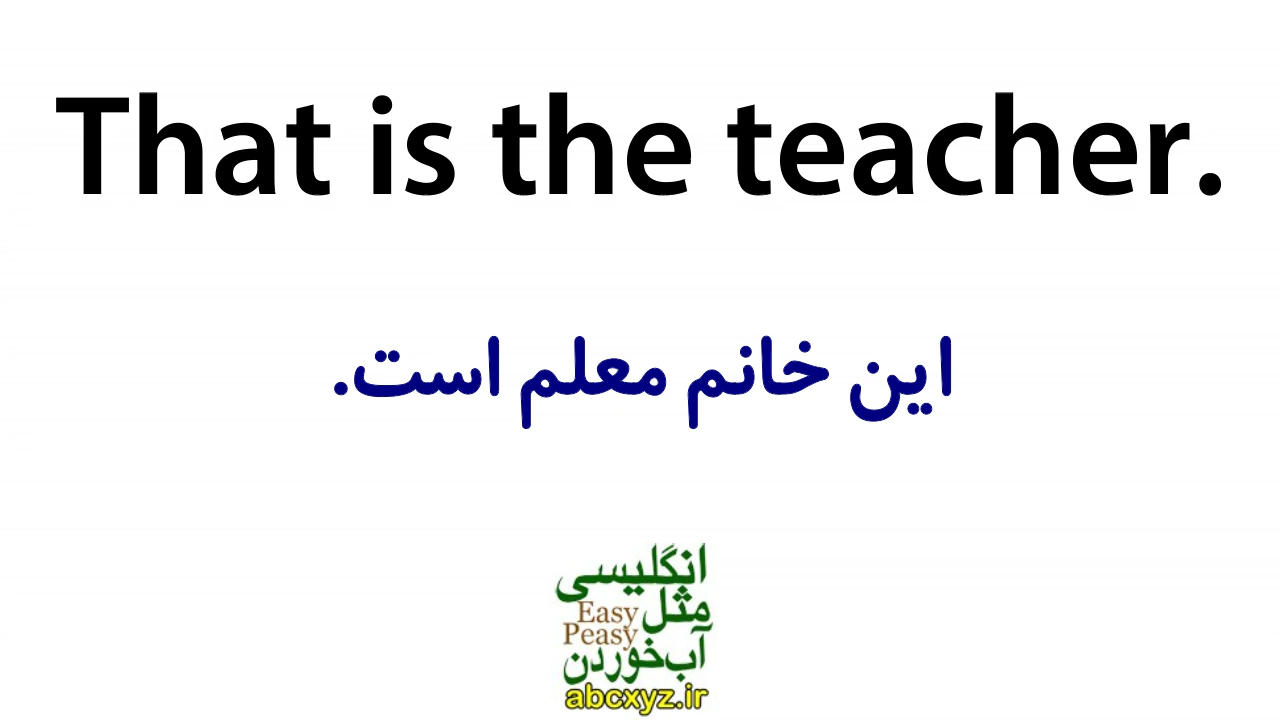 That is the teacher.
این خانم معلم است.
انگلیسی
مثل
Easy
Peasy
آب‌خوردن
abcxyz.ir